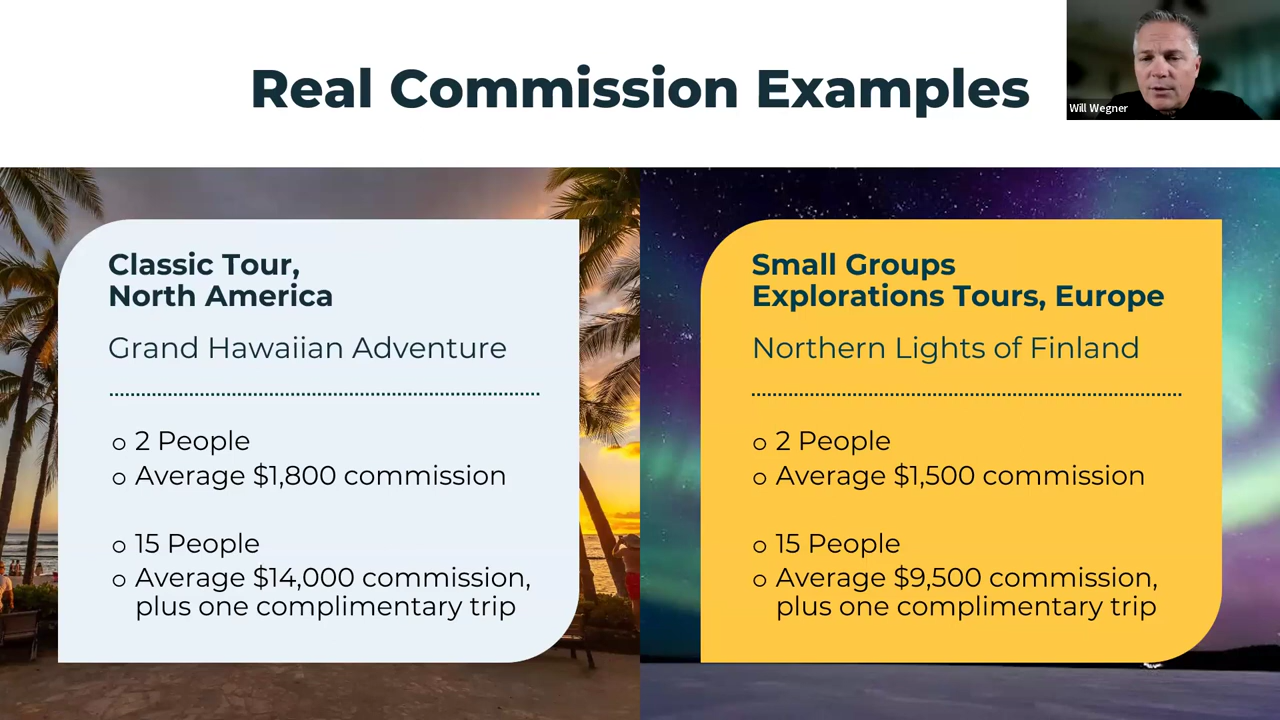 Real Commission Examples
Will Wegner
Classic Tour,
North America
Grand Hawaiian Adventure
o 2 People
o Average $1,800 commission
o 15 People
o Average $14,000 commission,
plus one complimentary trip
Small Groups
Explorations Tours, Europe
Northern Lights of Finland
o 2 People
o Average $1,500 commission
o 15 People
o Average $9,500 commission,
plus one complimentary trip